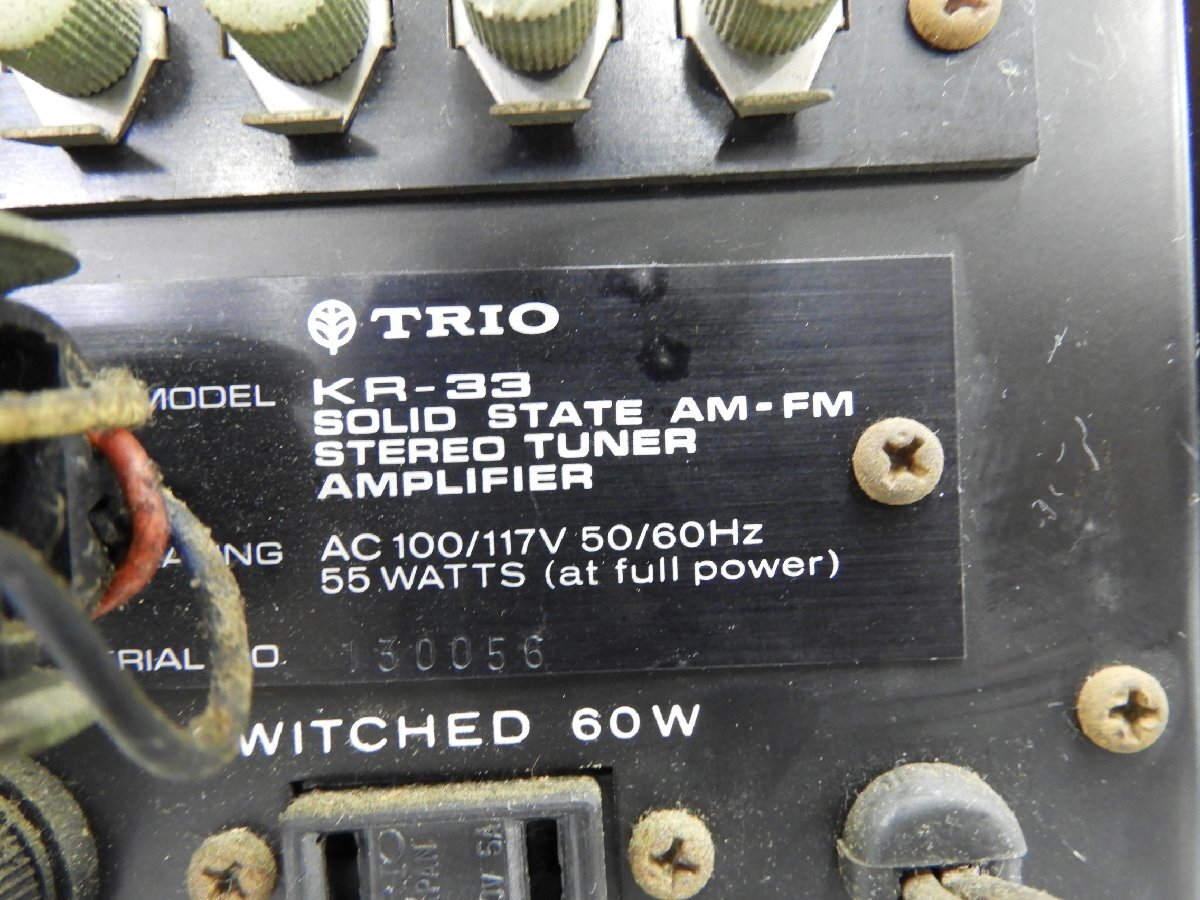 TRIO
MODEL KR-33
SOLID STATE AM-FM
STEREO TUNER
AMPLIFIER
AC 100/117V 50/60Hz
55 WATTS (at full power)
130056
60W
5A